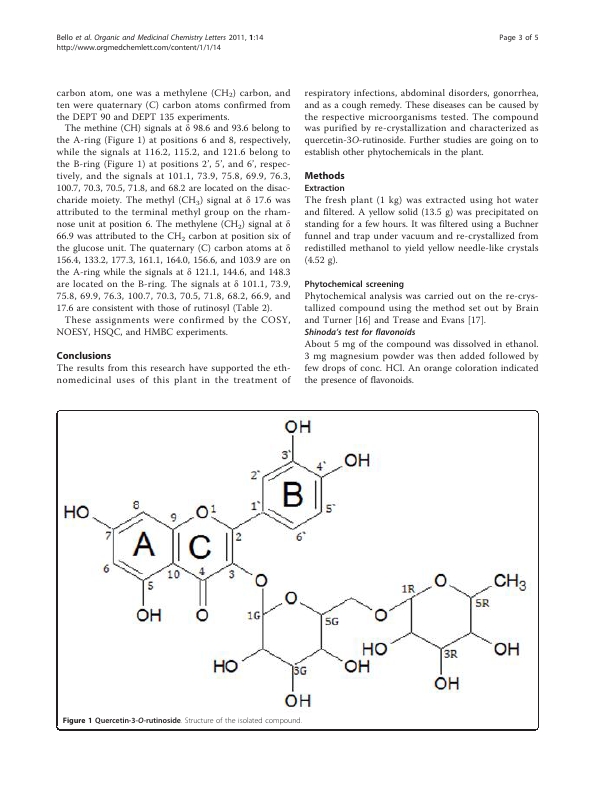 Bello et al. Organic and Medicinal Chemistry Letters 2011, 1:14
http://www.orgmedchemlett.com/content/1/1/14
Page 3 of 5
carbon atom, one was a methylene (CH2) carbon, and
ten were quaternary (C) carbon atoms confirmed from
the DEPT 90 and DEPT 135 experiments.
The methine (CH) signals at δ 98.6 and 93.6 belong to
the A-ring (Figure 1) at positions 6 and 8, respectively,
while the signals at 116.2, 115.2, and 121.6 belong to
the B-ring (Figure 1) at positions 2’, 5’, and 6’, respec-
tively, and the signals at 101.1, 73.9, 75.8, 69.9, 76.3,
100.7, 70.3, 70.5, 71.8, and 68.2 are located on the disac-
charide moiety. The methyl (CH3) signal at δ 17.6 was
attributed to the terminal methyl group on the rham-
nose unit at position 6. The methylene (CH2) signal at δ
66.9 was attributed to the CH2 carbon at position six of
the glucose unit. The quaternary (C) carbon atoms at δ
156.4, 133.2, 177.3, 161.1, 164.0, 156.6, and 103.9 are on
the A-ring while the signals at δ 121.1, 144.6, and 148.3
are located on the B-ring. The signals at δ 101.1, 73.9,
75.8, 69.9, 76.3, 100.7, 70.3, 70.5, 71.8, 68.2, 66.9, and
17.6 are consistent with those of rutinosyl (Table 2).
These assignments were confirmed by the COSY,
NOESY, HSQC, and HMBC experiments.
Conclusions
The results from this research have supported the eth-
nomedicinal uses of this plant in the treatment of
respiratory infections, abdominal disorders, gonorrhea,
and as a cough remedy. These diseases can be caused by
the respective microorganisms tested. The compound
was purified by re-crystallization and characterized as
quercetin-3O-rutinoside. Further studies are going on to
establish other phytochemicals in the plant.
Methods
Extraction
The fresh plant (1 kg) was extracted using hot water
and filtered. A yellow solid (13.5 g) was precipitated on
standing for a few hours. It was filtered using a Buchner
funnel and trap under vacuum and re-crystallized from
redistilled methanol to yield yellow needle-like crystals
(4.52 g).
Phytochemical screening
Phytochemical analysis was carried out on the re-crys-
tallized compound using the method set out by Brain
and Turner [16] and Trease and Evans [17].
Shinoda’s test for flavonoids
About 5 mg of the compound was dissolved in ethanol.
3 mg magnesium powder was then added followed by
few drops of conc. HCl. An orange coloration indicated
the presence of flavonoids.
OH
3`
4` OH
2`
B
HO 8 O 1 1` 5`
9
7 2 6`
A C
6
10 4 3 O
5
OH O
O 1R O CH3
1G 5G O 5R
HO 3G OH HO 3R OH
OH OH
Figure 1 Quercetin-3-O-rutinoside. Structure of the isolated compound.